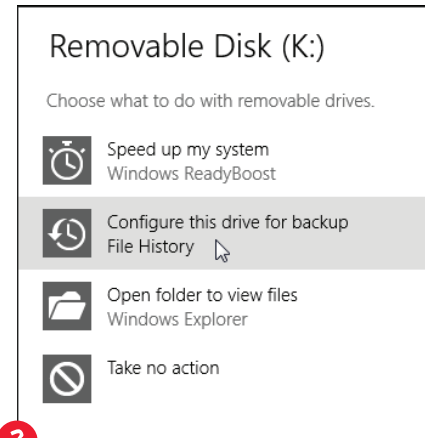 Removable Disk (K:)
Choose what to do with removable drives.
Speed up my system
Windows ReadyBoost
Configure this drive for backup
File History
Open folder to view files
Windows Explorer
Take no action